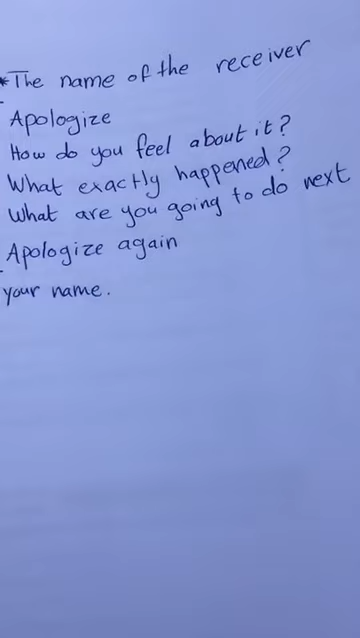 *The name of the receiver
- Apologize
How do you feel about it?
What exactly happened?
What are you going to do next
- Apologize again
your name.